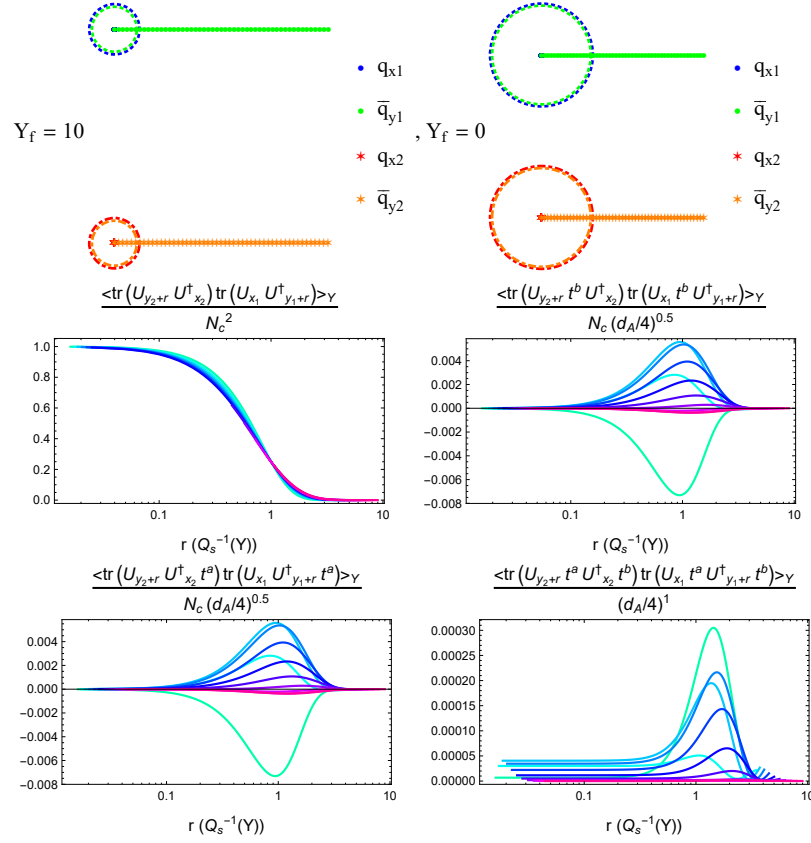 q_x1
q̄_y1
Y_f = 10
q_x2
q̄_y2
, Y_f = 0
q_x1
q̄_y1
q_x2
q̄_y2
<tr(U_{y2+r} U†_{x2}) tr(U_{x1} U†_{y1+r})>_Y
N_c^2
1.0
0.8
0.6
0.4
0.2
0.0
0.1
1
10
r (Q_s^{-1}(Y))
<tr(U_{y2+r} t^b U†_{x2}) tr(U_{x1} t^b U†_{y1+r})>_Y
N_c (d_A/4)^{0.5}
0.004
0.002
0.000
-0.002
-0.004
-0.006
-0.008
0.1
1
10
r (Q_s^{-1}(Y))
<tr(U_{y2+r} U†_{x2} t^a) tr(U_{x1} U†_{y1+r} t^a)>_Y
N_c (d_A/4)^{0.5}
0.004
0.002
0.000
-0.002
-0.004
-0.006
-0.008
0.1
1
10
r (Q_s^{-1}(Y))
<tr(U_{y2+r} t^a U†_{x2} t^b) tr(U_{x1} t^a U†_{y1+r} t^b)>_Y
(d_A/4)^1
0.00030
0.00025
0.00020
0.00015
0.00010
0.00005
0.00000
0.1
1
10
r (Q_s^{-1}(Y))